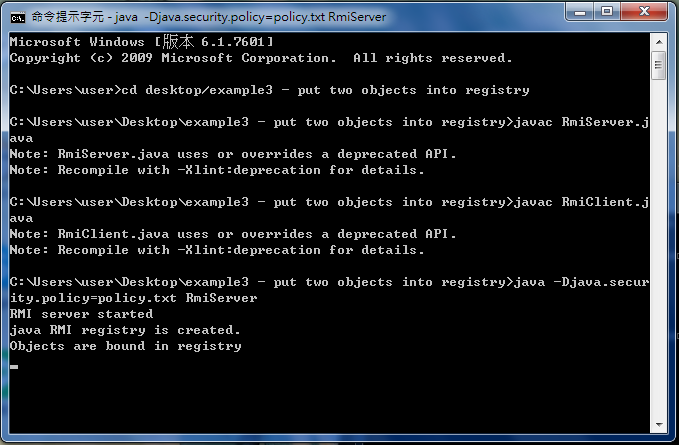 命令提示字元 - java -Djava.security.policy=policy.txt RmiServer
Microsoft Windows [版本 6.1.7601]
Copyright (c) 2009 Microsoft Corporation.  All rights reserved.
C:\Users\user>cd desktop/example3 - put two objects into registry
C:\Users\user\Desktop\example3 - put two objects into registry>javac RmiServer.j
ava
Note: RmiServer.java uses or overrides a deprecated API.
Note: Recompile with -Xlint:deprecation for details.
C:\Users\user\Desktop\example3 - put two objects into registry>javac RmiClient.j
ava
Note: RmiClient.java uses or overrides a deprecated API.
Note: Recompile with -Xlint:deprecation for details.
C:\Users\user\Desktop\example3 - put two objects into registry>java -Djava.secur
ity.policy=policy.txt RmiServer
RMI server started
java RMI registry is created.
Objects are bound in registry